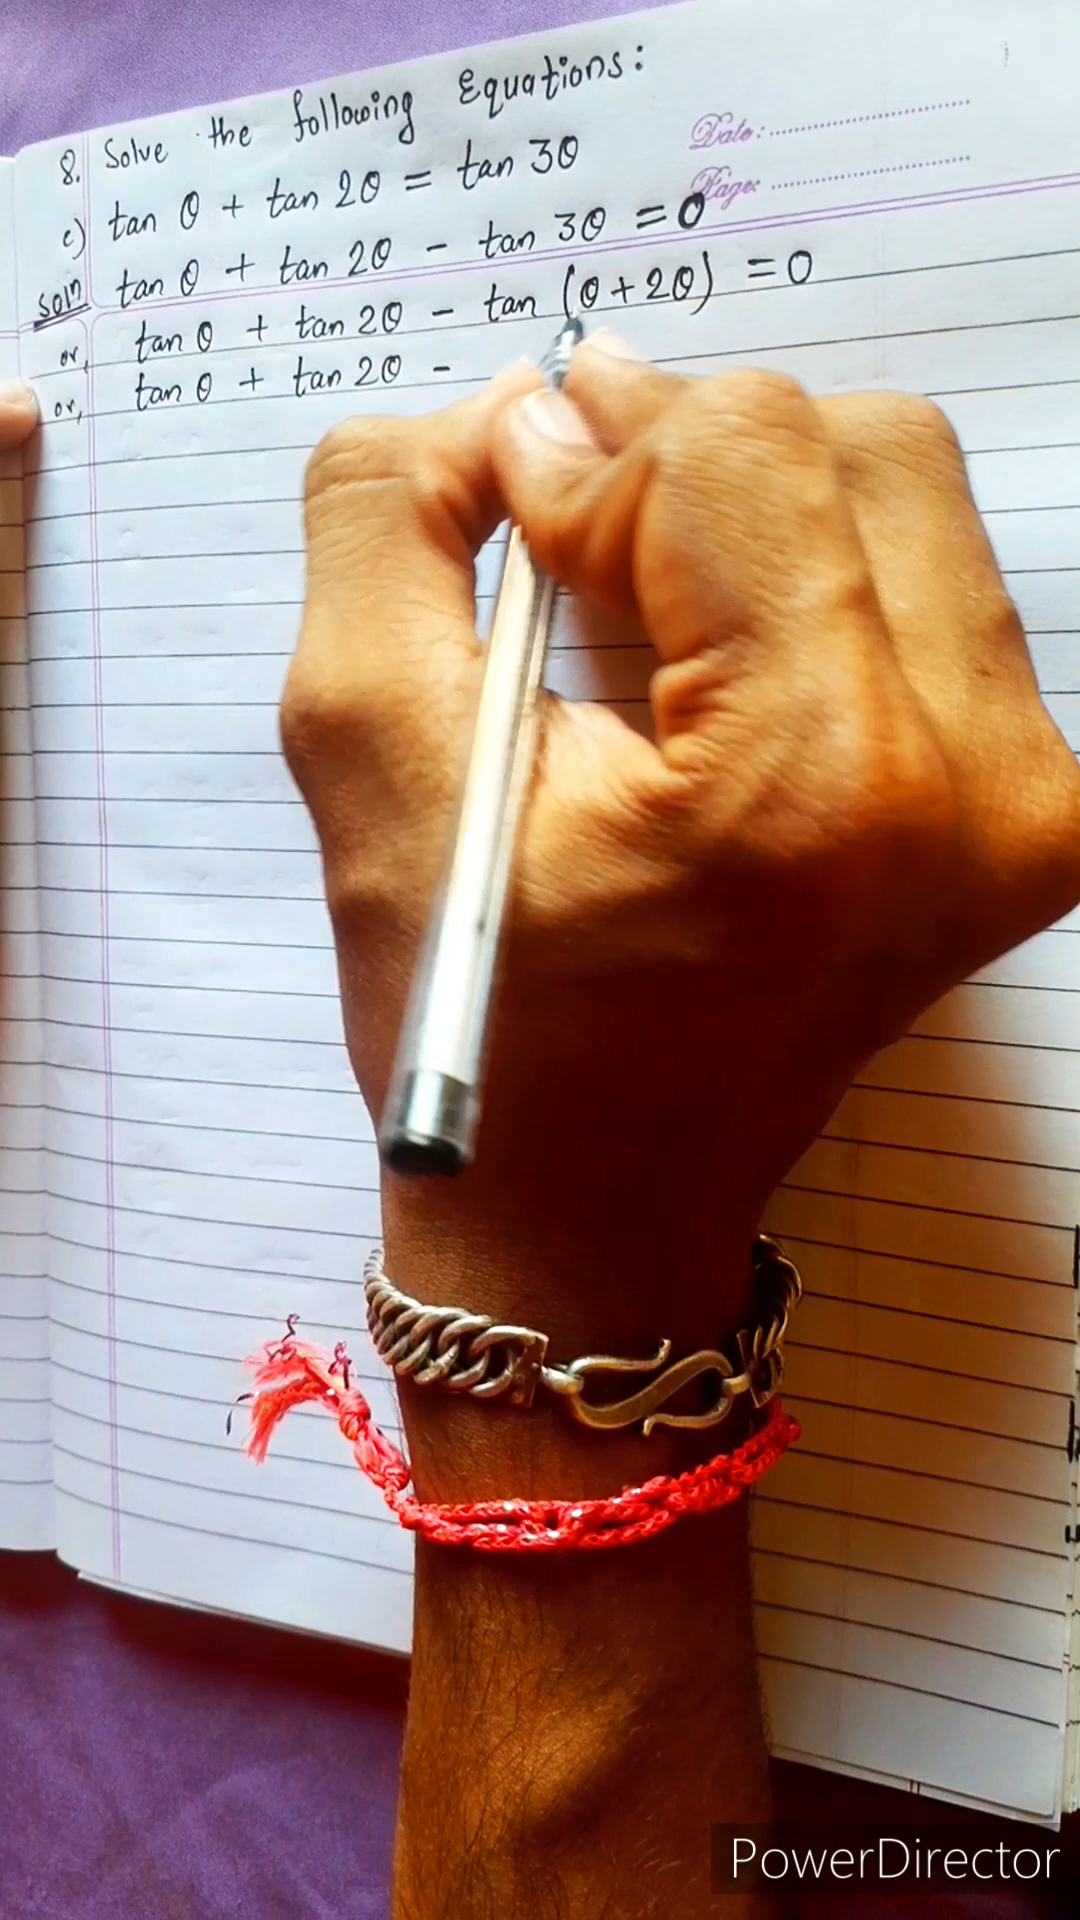 8. Solve the following Equations:
Date:
c) tan θ + tan 2θ = tan 3θ
Page:
Soln tan θ + tan 2θ - tan 3θ = 0
or, tan θ + tan 2θ - tan (θ + 2θ) = 0
or, tan θ + tan 2θ -
PowerDirector